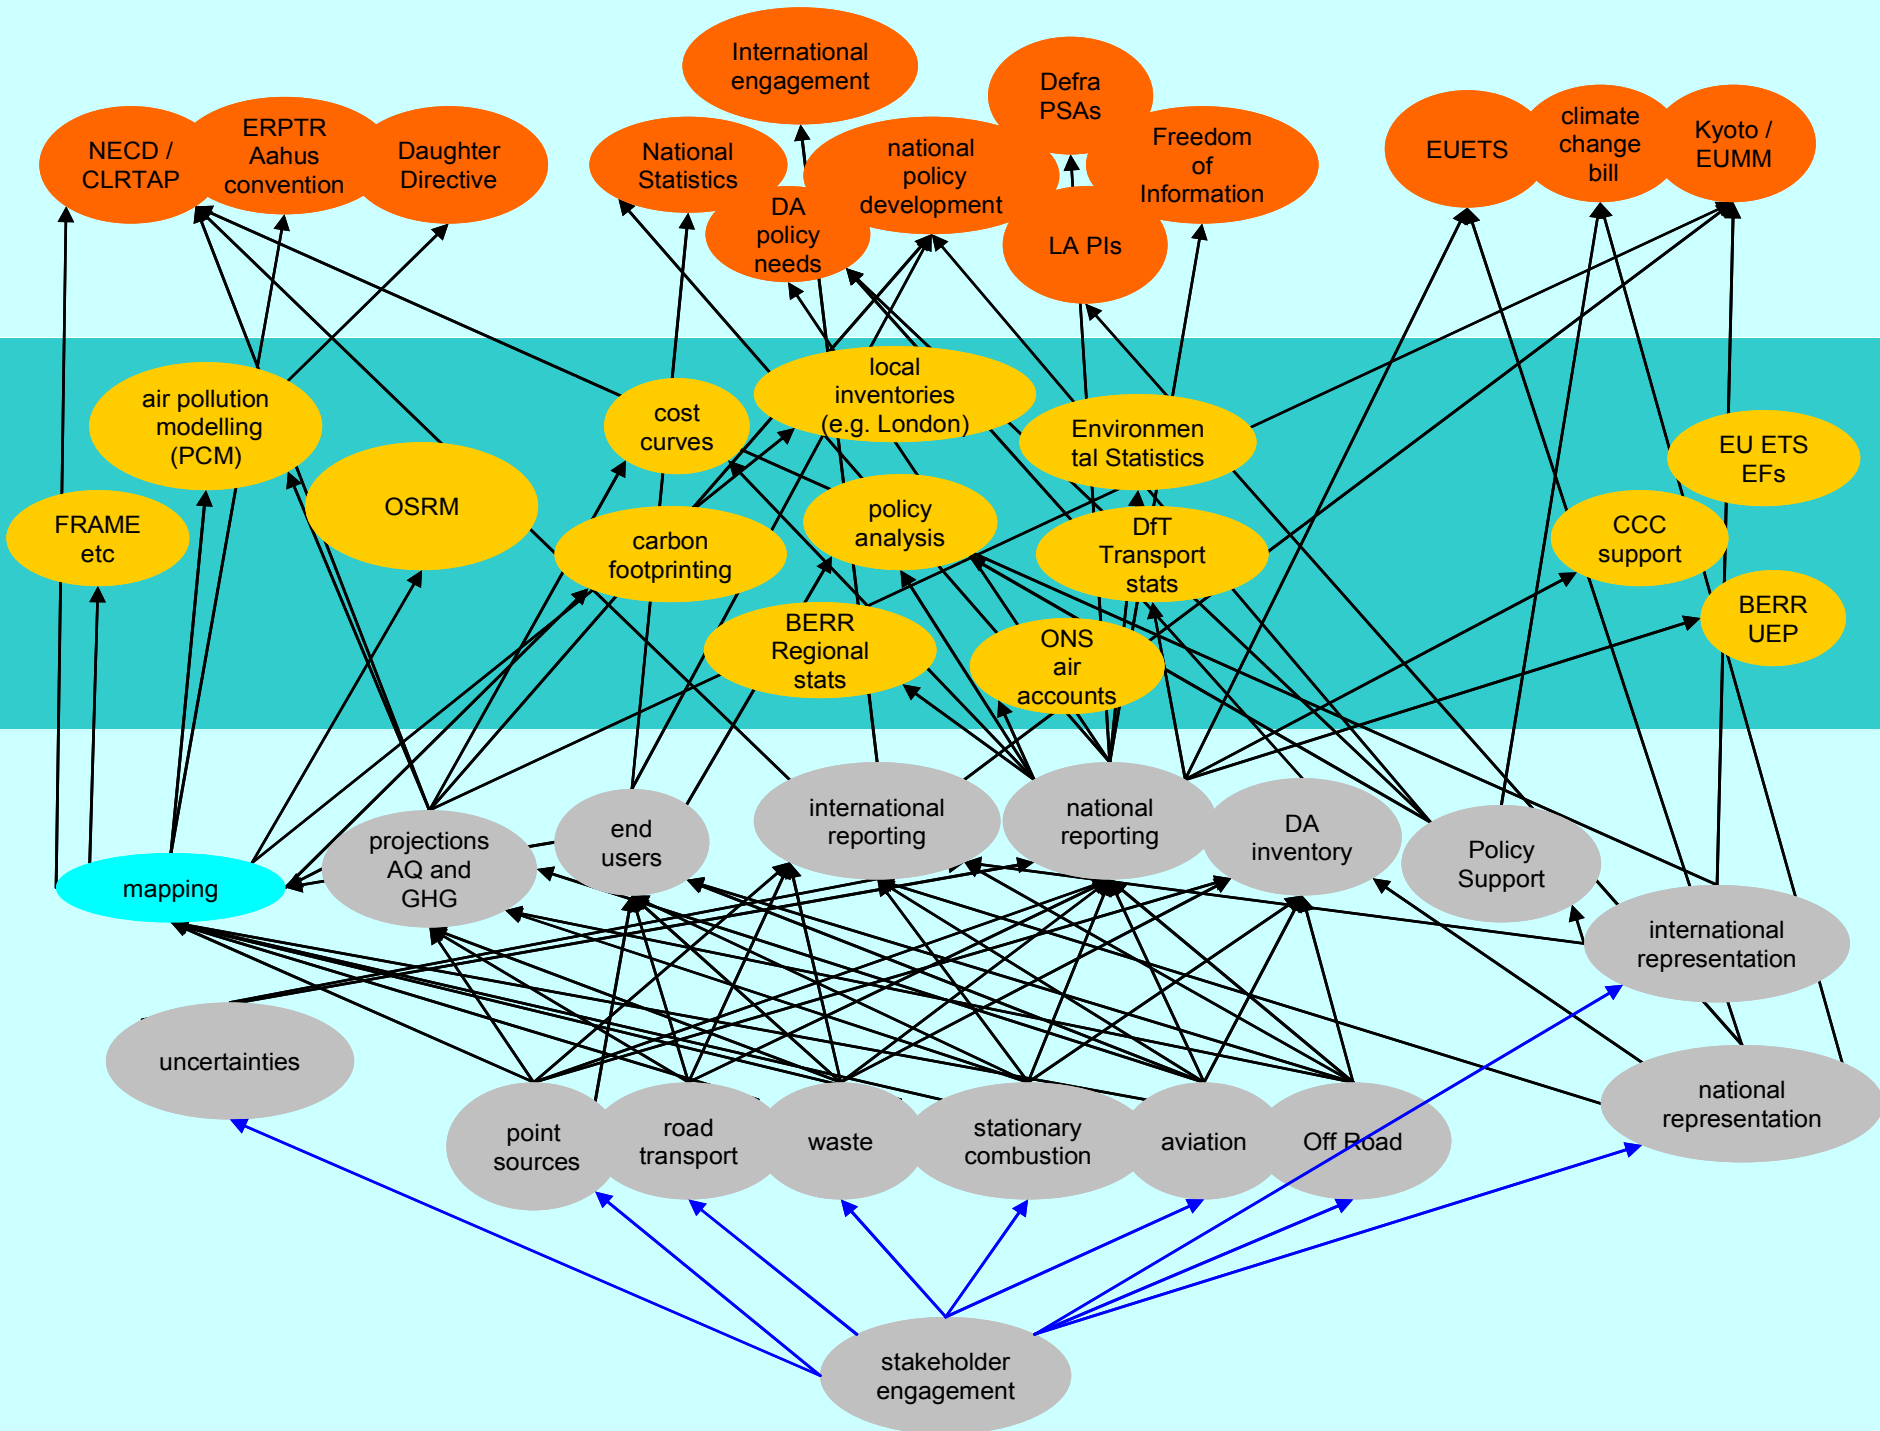 International
engagement
Defra
PSAs
NECD /
CLRTAP
ERPTR
Aahus
convention
Daughter
Directive
National
Statistics
DA
policy
needs
national
policy
development
LA PIs
Freedom
of
Information
EUETS
climate
change
bill
Kyoto /
EUMM
air pollution
modelling
(PCM)
FRAME
etc
OSRM
cost
curves
carbon
footprinting
local
inventories
(e.g. London)
policy
analysis
BERR
Regional
stats
Environmen
tal Statistics
DfT
Transport
stats
ONS
air
accounts
EU ETS
EFs
CCC
support
BERR
UEP
mapping
projections
AQ and
GHG
end
users
international
reporting
national
reporting
DA
inventory
Policy
Support
international
representation
uncertainties
point
sources
road
transport
waste
stationary
combustion
aviation
Off Road
national
representation
stakeholder
engagement